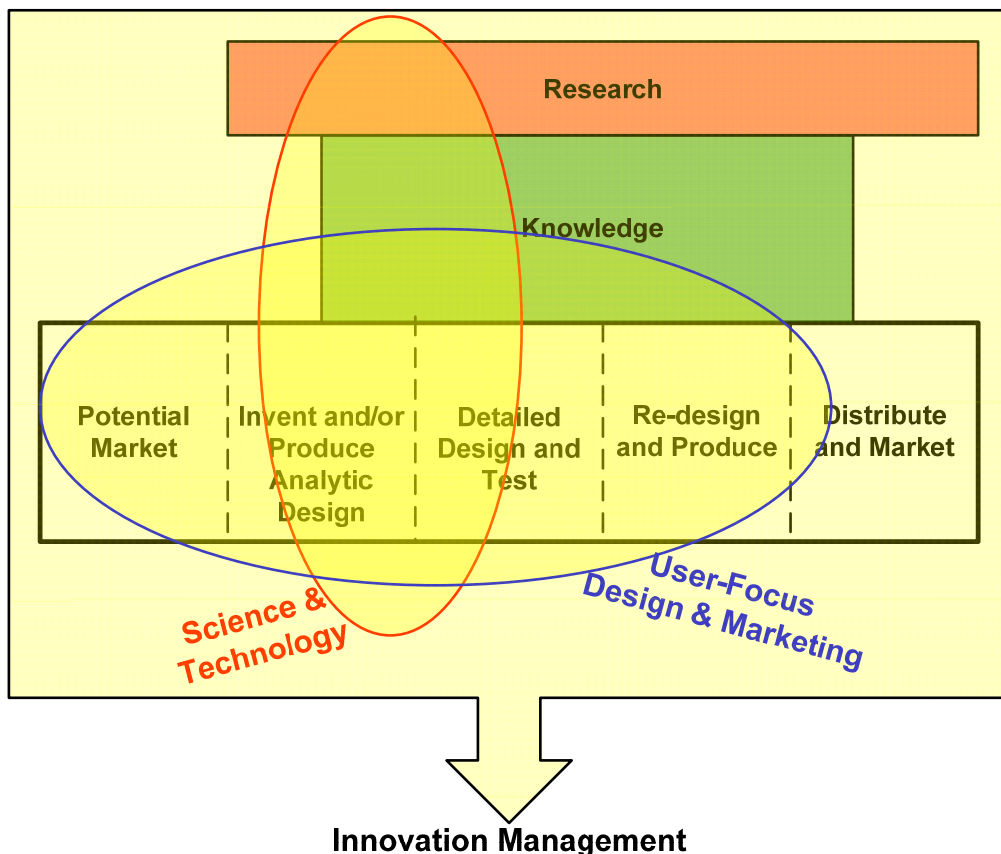 Research
Knowledge
Potential
Market
Invent and/or
Produce
Analytic
Design
Detailed
Design and
Test
Re-design
and Produce
Distribute
and Market
Science &
Technology
User-Focus
Design & Marketing
Innovation Management